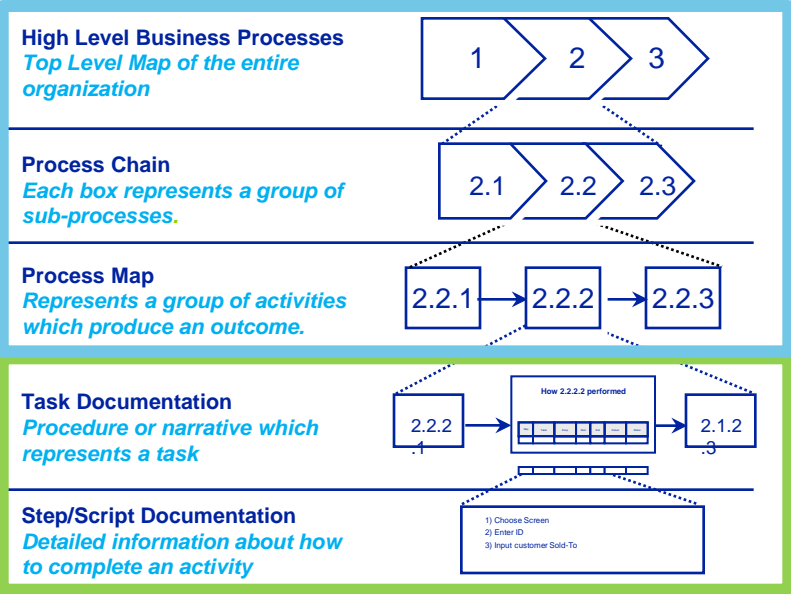 High Level Business Processes
Top Level Map of the entire
organization
1
2
3
Process Chain
Each box represents a group of
sub-processes.
2.1
2.2
2.3
Process Map
Represents a group of activities
which produce an outcome.
2.2.1
2.2.2
2.2.3
Task Documentation
Procedure or narrative which
represents a task
2.2.2
.1
How 2.2.2.2 performed
2.1.2
.3
Step/Script Documentation
Detailed information about how
to complete an activity
1) Choose Screen
2) Enter ID
3) Input customer Sold-To